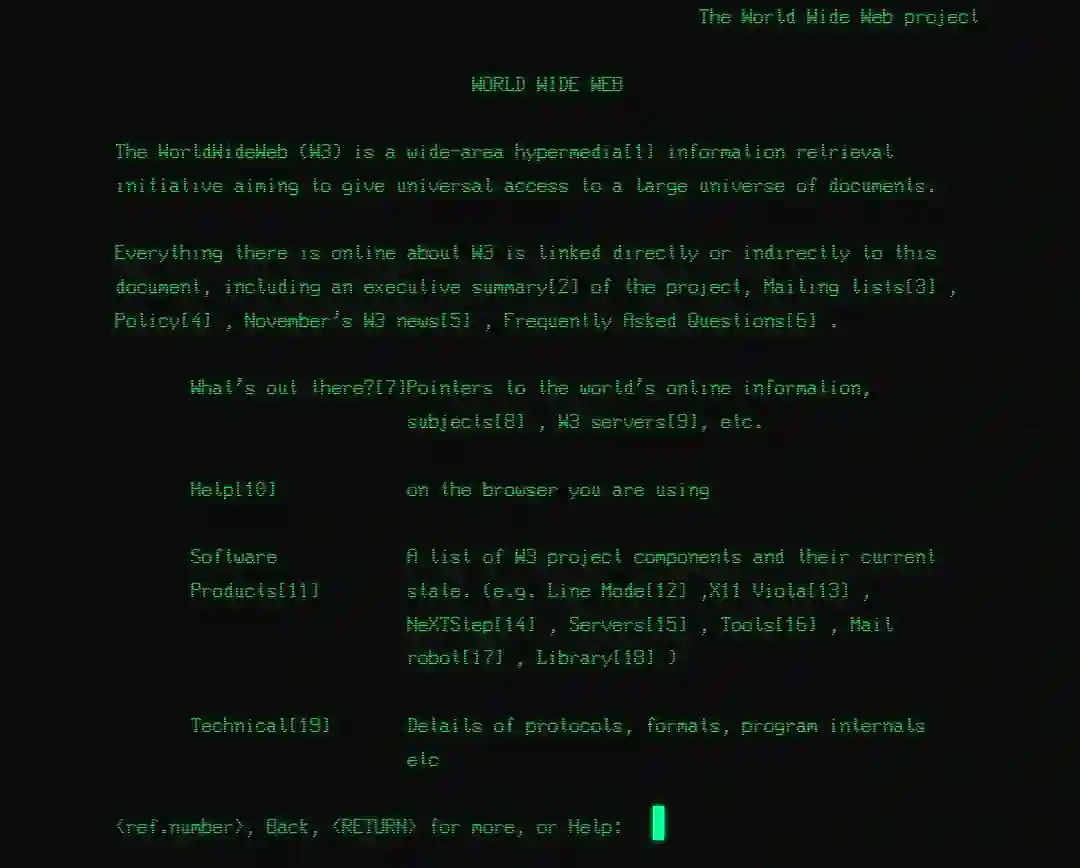 The World Wide Web project
WORLD WIDE WEB
The WorldWideWeb (W3) is a wide-area hypermedia[1] information retrieval
initiative aiming to give universal access to a large universe of documents.
Everything there is online about W3 is linked directly or indirectly to this
document, including an executive summary[2] of the project, Mailing lists[3] ,
Policy[4] , November's W3 news[5] , Frequently Asked Questions[6] .
What's out there?[7]Pointers to the world's online information,
subjects[8] , W3 servers[9], etc.
Help[10] on the browser you are using
Software A list of W3 project components and their current
Products[11] state. (e.g. Line Mode[12] ,X11 Viola[13] ,
NeXTStep[14] , Servers[15] , Tools[16] , Mail
robot[17] , Library[18] )
Technical[19] Details of protocols, formats, program internals
etc
<ref.number>, Back, <RETURN> for more, or Help: